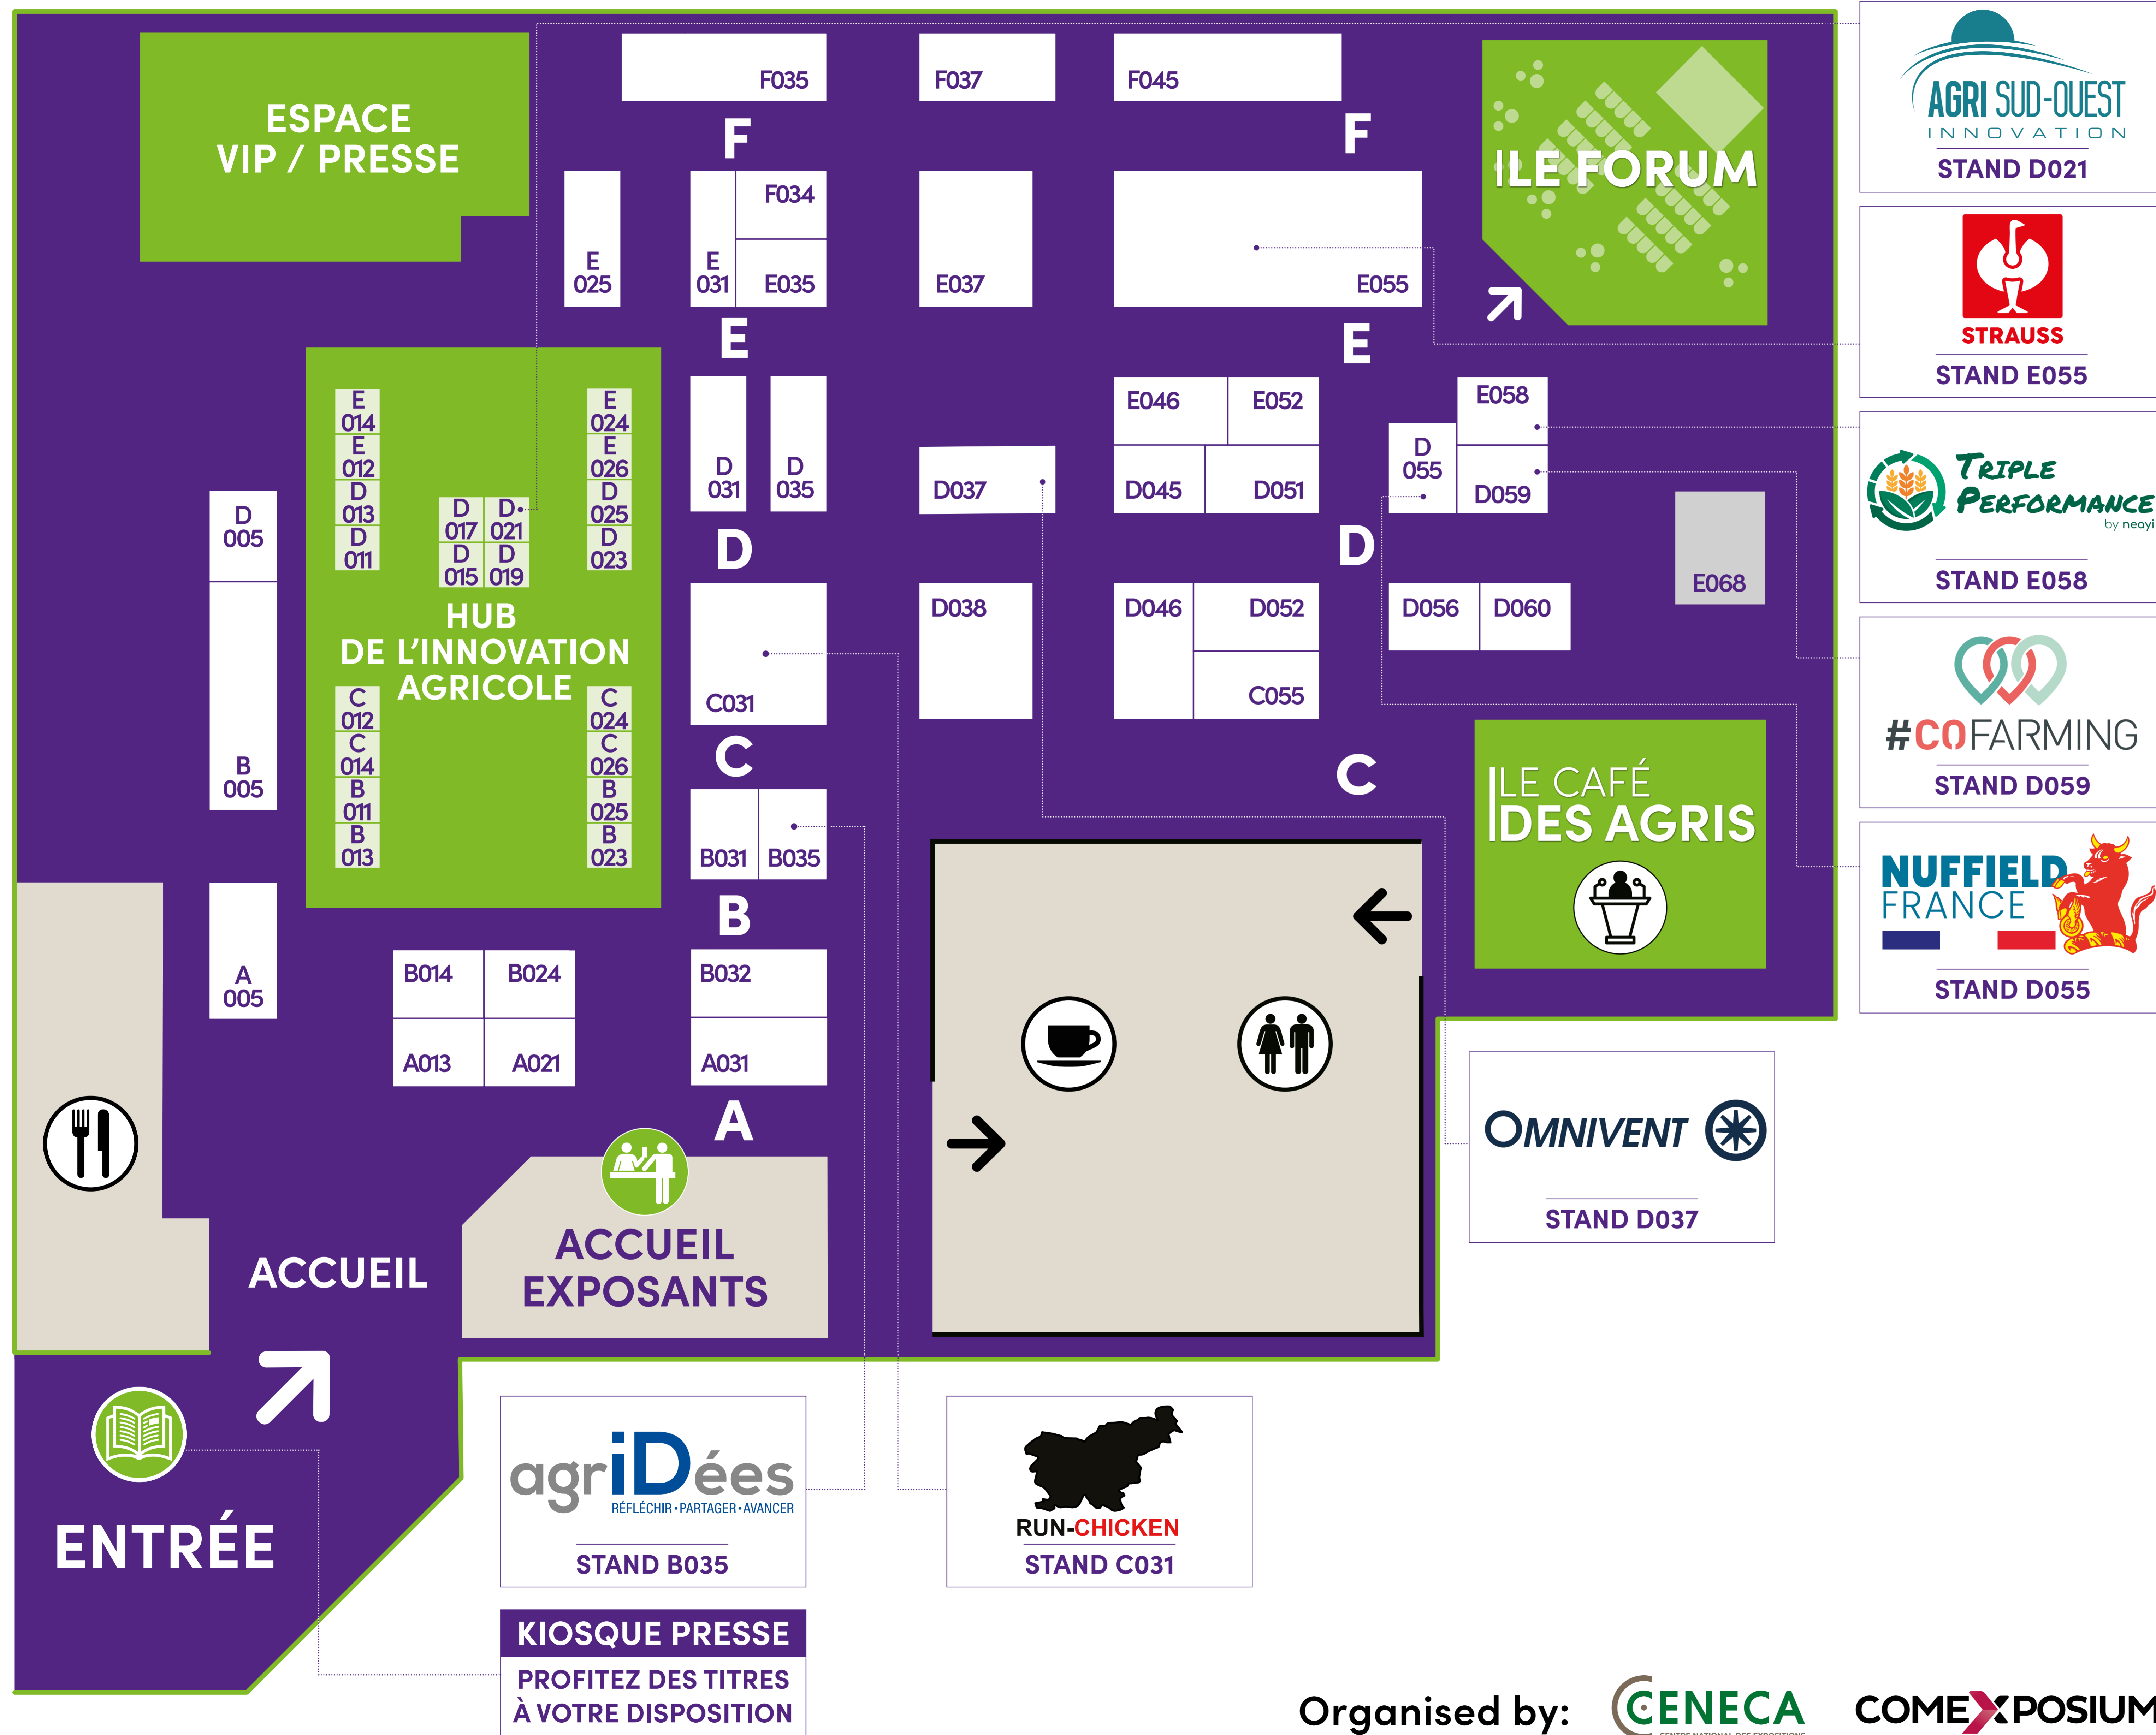 ESPACE
VIP / PRESSE
F035
F037
F045
F
F
ILE FORUM
E
025
E
031
F034
E035
E037
E055
E
E
E
014
E
012
D
013
D
011
D
017
D
021
D
015
D
019
E
024
E
026
D
025
D
023
HUB
DE L'INNOVATION
AGRICOLE
C
012
C
014
B
011
B
013
C
024
C
026
B
025
B
023
D
005
B
005
A
005
D
031
D
035
D037
E046
E052
D045
D051
D
055
E058
D059
E068
D
D
C031
D038
D046
D052
C055
D056
D060
C
C
LE CAFÉ
DES AGRIS
B031
B035
B
B014
B024
A013
A021
B032
A031
A
ACCUEIL
EXPOSANTS
ACCUEIL
ENTRÉE
AGRI SUD-OUEST
INNOVATION
STAND D021
STRAUSS
STAND E055
TRIPLE
PERFORMANCE
by neayi
STAND E058
#COFARMING
STAND D059
NUFFIELD
FRANCE
STAND D055
OMNIVENT
STAND D037
agriDées
RÉFLÉCHIR • PARTAGER • AVANCER
STAND B035
RUN-CHICKEN
STAND C031
KIOSQUE PRESSE
PROFITEZ DES TITRES
À VOTRE DISPOSITION
Organised by:
CENECA
CENTRE NATIONAL DES EXPOSITIONS
COMEXPOSIUM